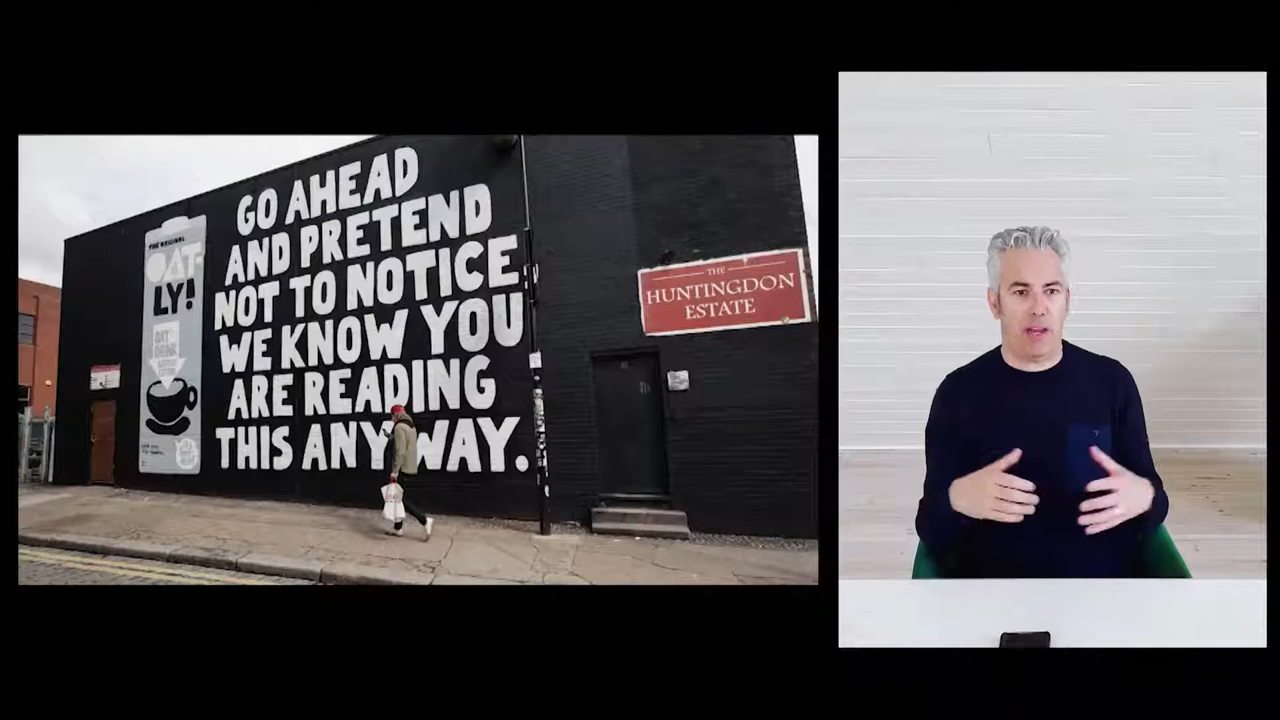 GO AHEAD
AND PRETEND
NOT TO NOTICE
WE KNOW YOU
ARE READING
THIS ANYWAY.
THE ORIGINAL
OAT-
LY!
THE
HUNTINGDON
ESTATE